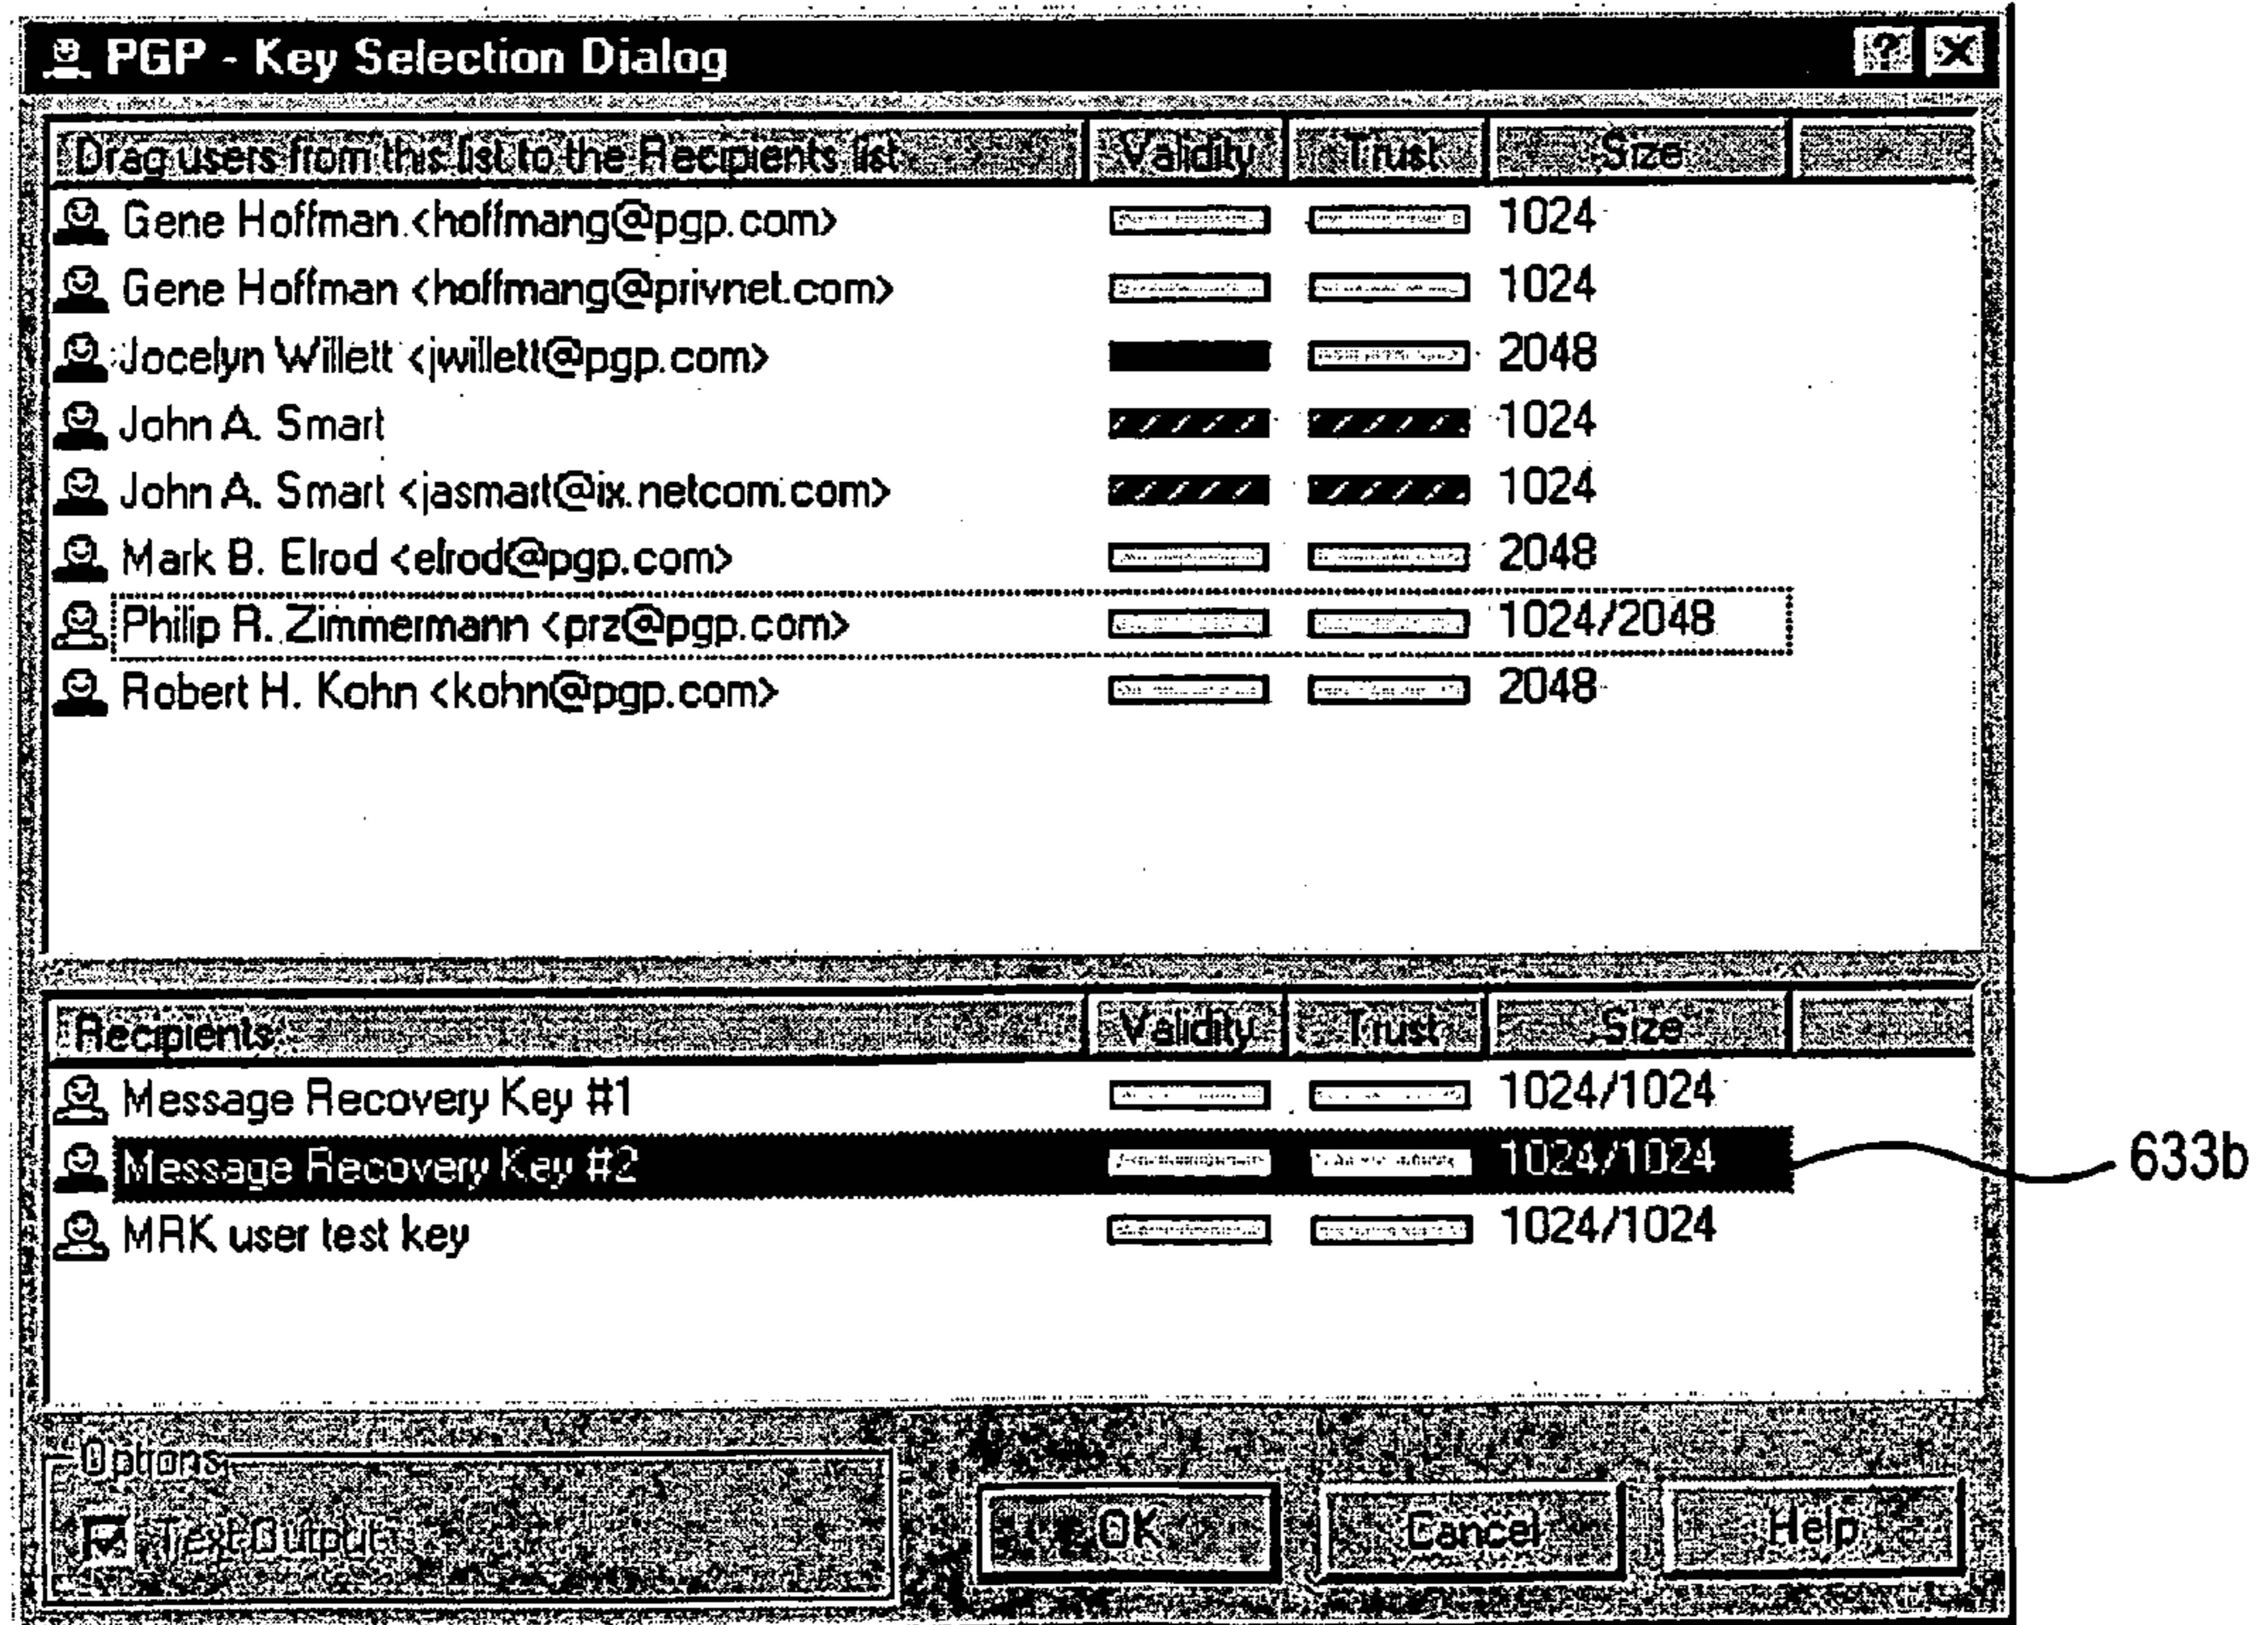 PGP - Key Selection Dialog
Drag users from this list to the Recipients list Validity Trust Size
Gene Hoffman <hoffmang@pgp.com> 1024
Gene Hoffman <hoffmang@privnet.com> 1024
Jocelyn Willett <jwillett@pgp.com> 2048
John A. Smart 1024
John A. Smart <jasmart@ix.netcom.com> 1024
Mark B. Elrod <elrod@pgp.com> 2048
Philip R. Zimmermann <prz@pgp.com> 1024/2048
Robert H. Kohn <kohn@pgp.com> 2048
Recipients Validity Trust Size
Message Recovery Key #1 1024/1024
Message Recovery Key #2 1024/1024
633b
MRK user test key 1024/1024
Options
Text Output
OK Cancel Help